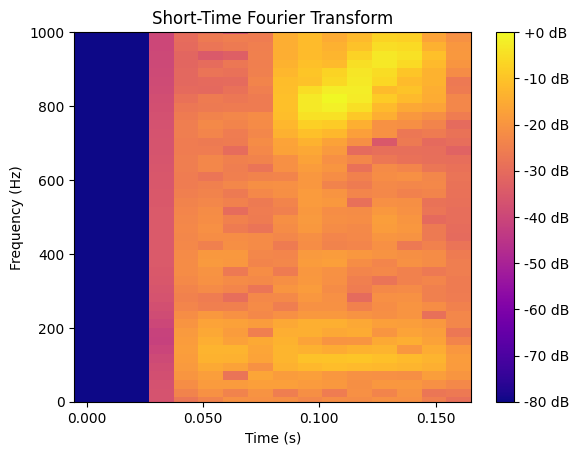 Short-Time Fourier Transform
Frequency (Hz)
1000
800
600
400
200
0
0.000
0.050
0.100
0.150
Time (s)
+0 dB
-10 dB
-20 dB
-30 dB
-40 dB
-50 dB
-60 dB
-70 dB
-80 dB